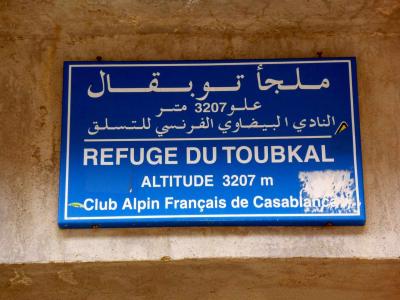 ملجأ توبقال
علو 3207 متر
النادي البيضاوي الفرنسي للتسلق
REFUGE DU TOUBKAL
ALTITUDE 3207 m
Club Alpin Français de Casablanca